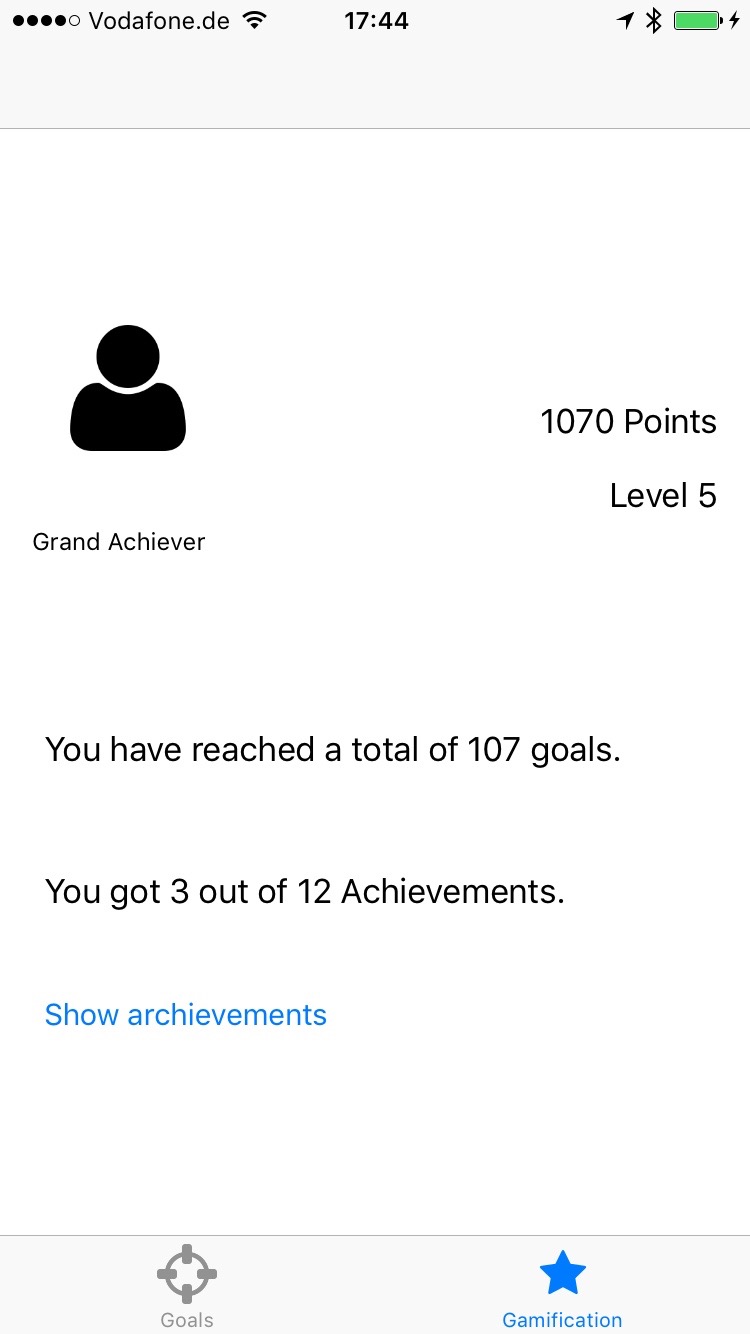 Vodafone.de 17:44
1070 Points
Level 5
Grand Achiever
You have reached a total of 107 goals.
You got 3 out of 12 Achievements.
Show archievements
Goals Gamification